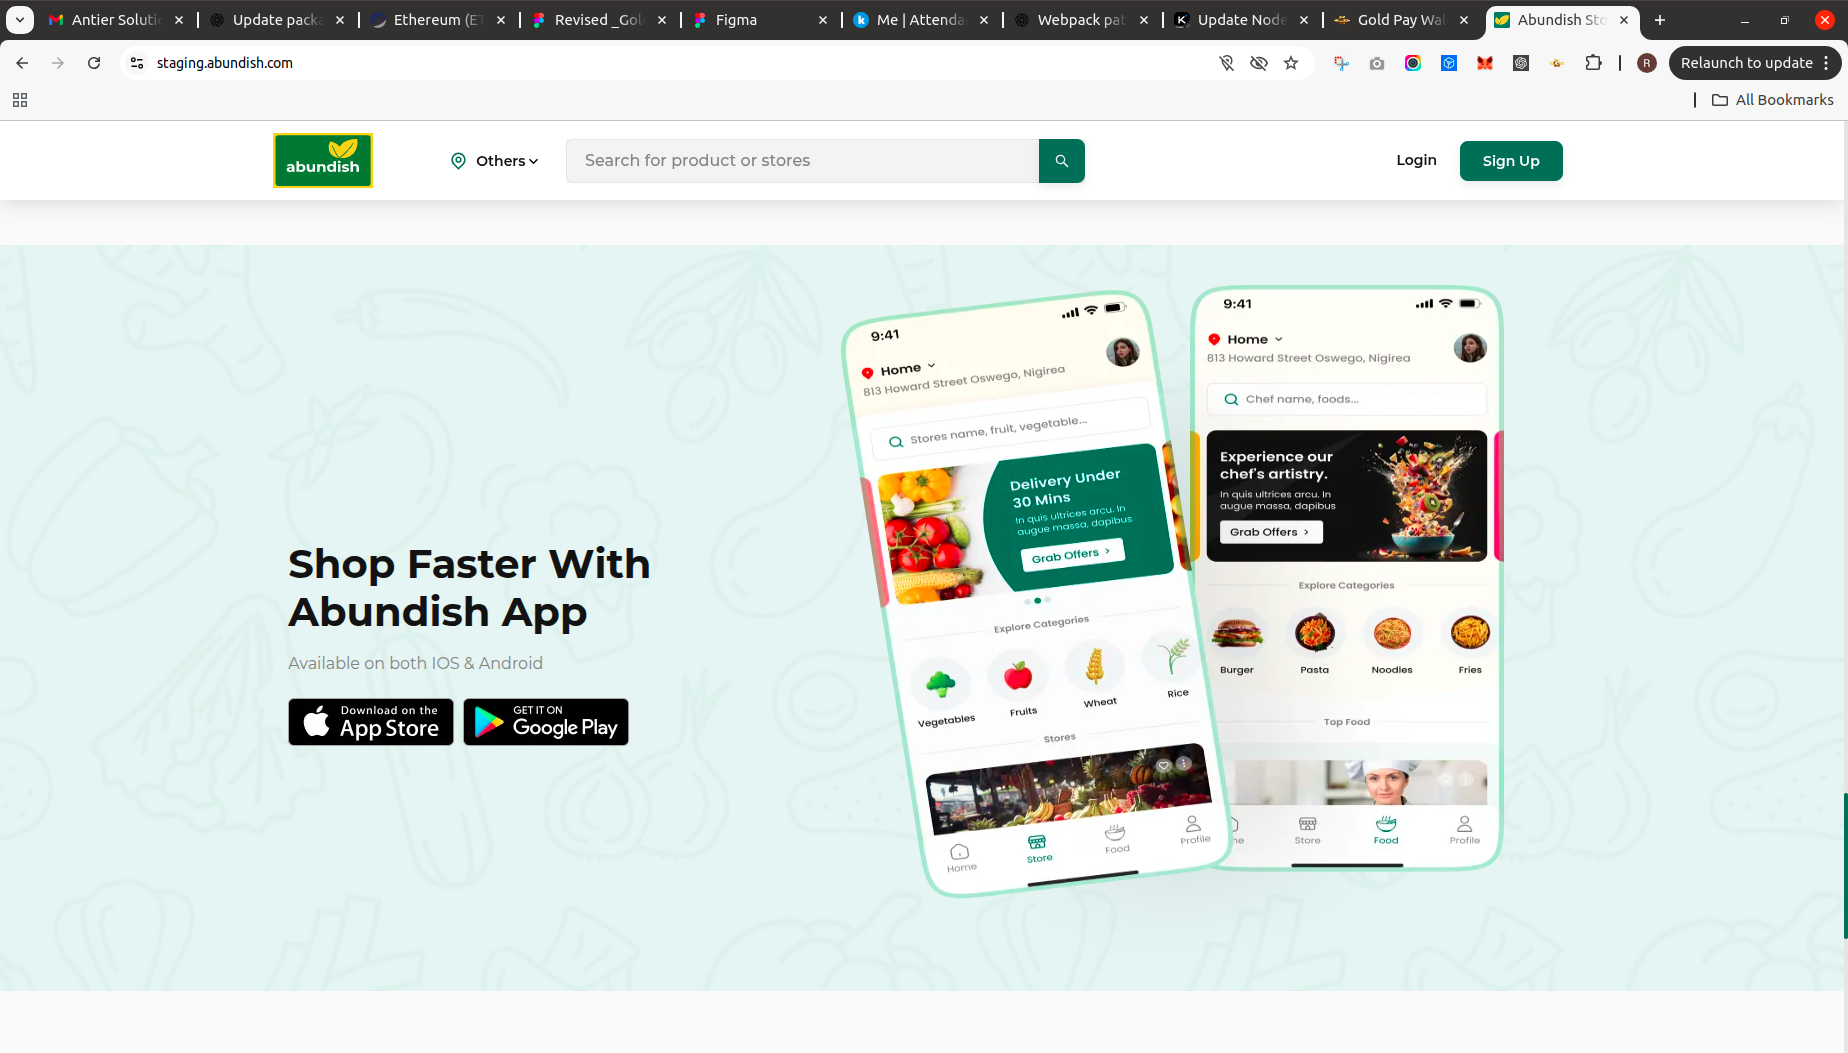 Antier Soluti
Update packa
Ethereum (ET
Revised _Gol
Figma
Me | Attenda
Webpack pat
Update Node
Gold Pay Wal
Abundish Sto
staging.abundish.com
R
Relaunch to update
All Bookmarks
abundish
Others
Search for product or stores
Login
Sign Up
Shop Faster With
Abundish App
Available on both IOS & Android
Download on the
App Store
GET IT ON
Google Play
9:41
Home
813 Howard Street Oswego, Nigirea
Stores name, fruit, vegetable...
Delivery Under
30 Mins
In quis ultrices arcu. In
augue massa, dapibus
Grab Offers
Explore Categories
Vegetables
Fruits
Wheat
Rice
Stores
Home
Store
Food
Profile
9:41
Home
813 Howard Street Oswego, Nigirea
Chef name, foods...
Experience our
chef's artistry.
In quis ultrices arcu. In
augue massa, dapibus
Grab Offers
Explore Categories
Burger
Pasta
Noodles
Fries
Top Food
me
Store
Food
Profile